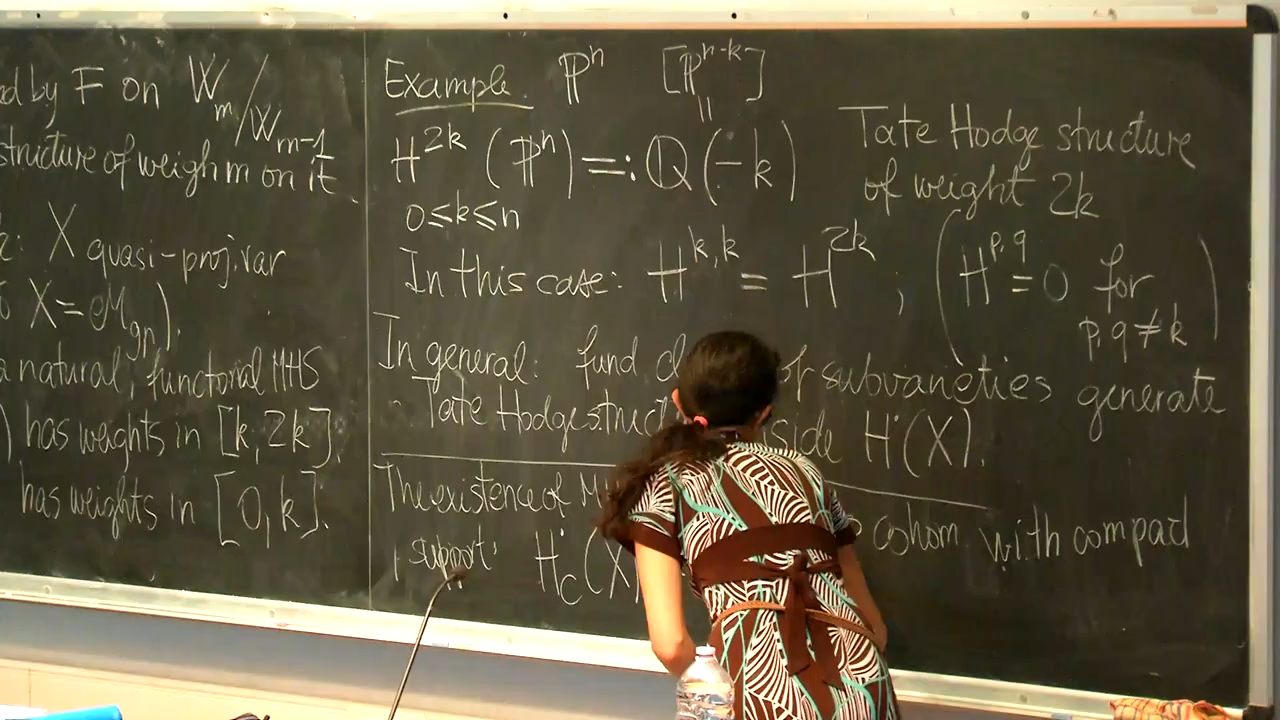 ed by F on W_m/W_{m-1}
structure of weigh m on it
: X quasi-proj. var
X = M_{g,n}).
a natural, functorial MHS
) has weights in [k, 2k].
has weights in [0, k].
Example. ℙ^n [ℙ^{n-k}]
H^{2k} (ℙ^n) =: ℚ(-k)
0≤k≤n
Tate Hodge structure
of weight 2k
In this case: H^{k,k} = H^{2k}, (H^{p,q} = 0 for
p,q ≠ k)
In general: fund. of subvarieties generate
Tate Hodge struct side H^•(X).
The existence of M cohom. with compact
support: H^•_c(X